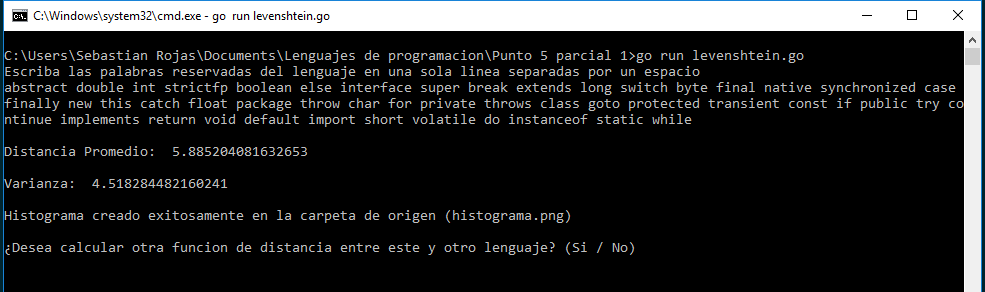 C:\Windows\system32\cmd.exe - go run levenshtein.go
C:\Users\Sebastian Rojas\Documents\Lenguajes de programacion\Punto 5 parcial 1>go run levenshtein.go
Escriba las palabras reservadas del lenguaje en una sola linea separadas por un espacio
abstract double int strictfp boolean else interface super break extends long switch byte final native synchronized case
finally new this catch float package throw char for private throws class goto protected transient const if public try co
ntinue implements return void default import short volatile do instanceof static while
Distancia Promedio:  5.885204081632653
Varianza:  4.518284482160241
Histograma creado exitosamente en la carpeta de origen (histograma.png)
¿Desea calcular otra funcion de distancia entre este y otro lenguaje? (Si / No)